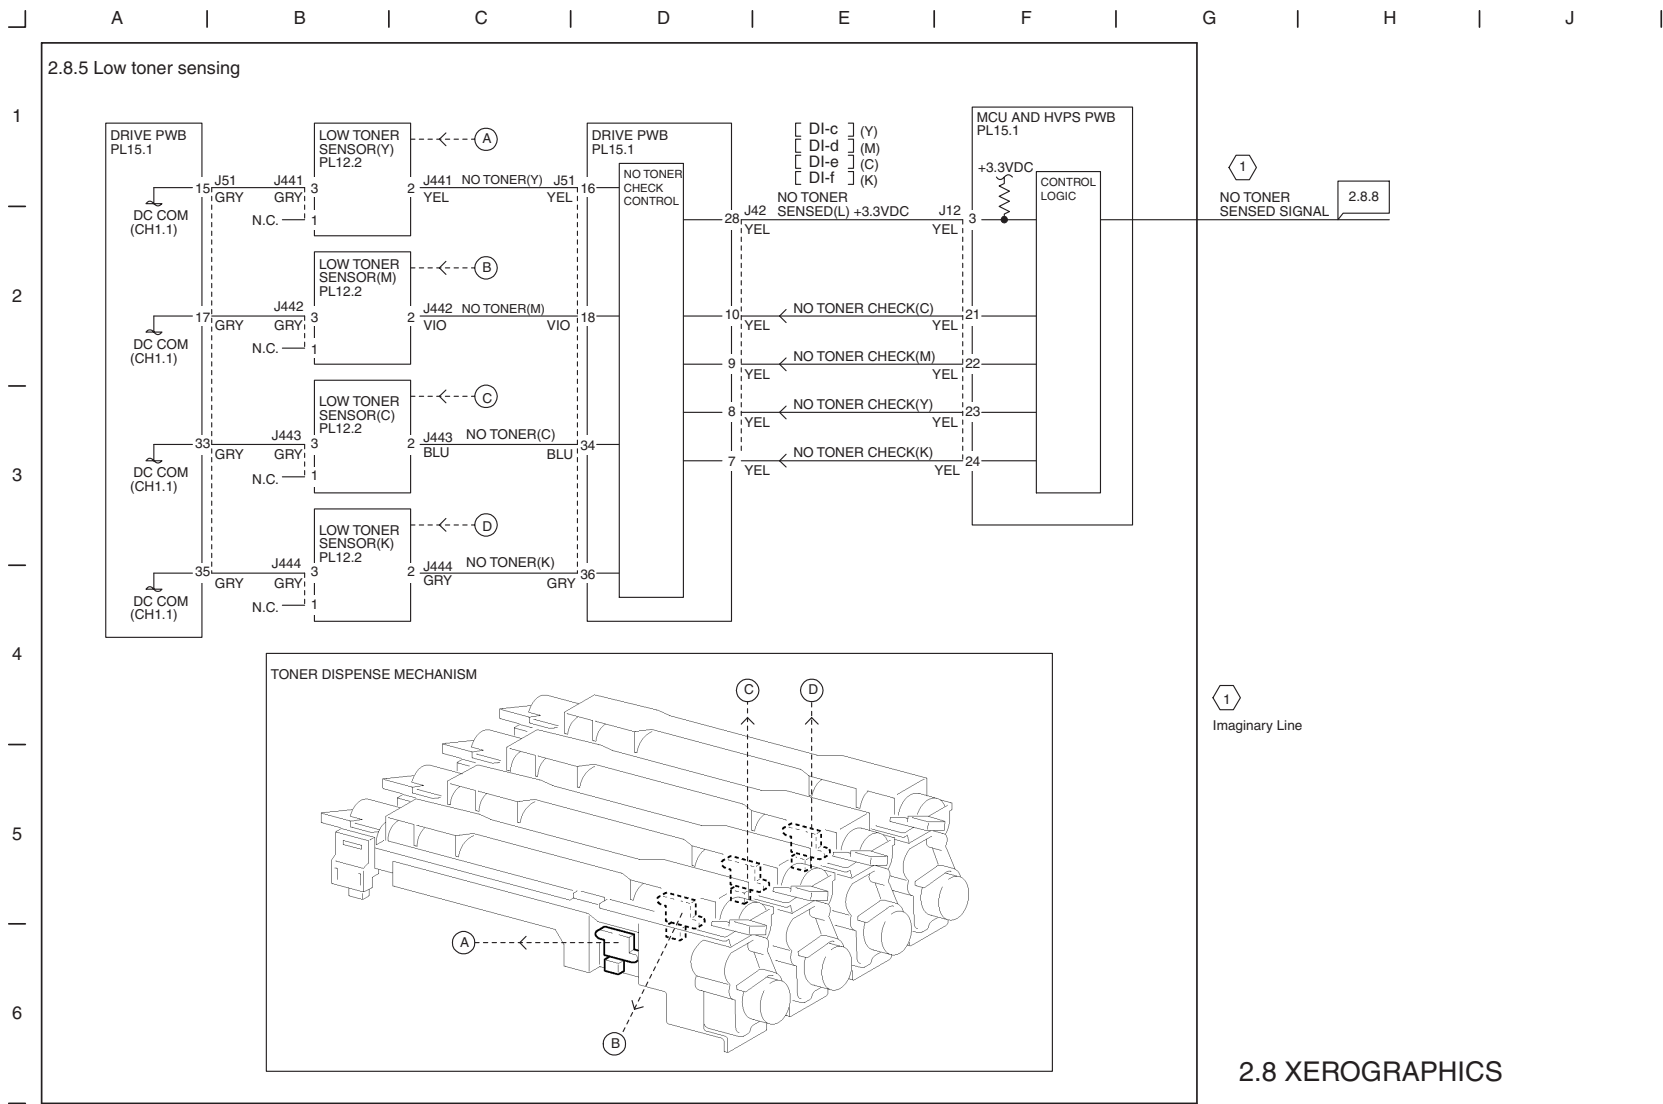 A B C D E F G H J
1
2
3
4
5
6
2.8.5 Low toner sensing
DRIVE PWB
PL15.1
15
J51
GRY
DC COM
(CH1.1)
17
GRY
DC COM
(CH1.1)
33
GRY
DC COM
(CH1.1)
35
GRY
DC COM
(CH1.1)
J441
GRY
3
N.C.
1
LOW TONER
SENSOR(Y)
PL12.2
A
2
J441
YEL
NO TONER(Y)
J51
YEL
16
J442
GRY
3
N.C.
1
LOW TONER
SENSOR(M)
PL12.2
B
2
J442
VIO
NO TONER(M)
VIO
18
J443
GRY
3
N.C.
1
LOW TONER
SENSOR(C)
PL12.2
C
2
J443
BLU
NO TONER(C)
BLU
34
J444
GRY
3
N.C.
1
LOW TONER
SENSOR(K)
PL12.2
D
2
J444
GRY
NO TONER(K)
GRY
36
DRIVE PWB
PL15.1
NO TONER
CHECK
CONTROL
[ DI-c ] (Y)
[ DI-d ] (M)
[ DI-e ] (C)
[ DI-f ] (K)
28
J42
YEL
NO TONER
SENSED(L) +3.3VDC
J12
YEL
3
10
YEL
NO TONER CHECK(C)
YEL
21
9
YEL
NO TONER CHECK(M)
YEL
22
8
YEL
NO TONER CHECK(Y)
YEL
23
7
YEL
NO TONER CHECK(K)
YEL
24
MCU AND HVPS PWB
PL15.1
+3.3VDC
CONTROL
LOGIC
1
NO TONER
SENSED SIGNAL
2.8.8
TONER DISPENSE MECHANISM
C
D
A
B
1
Imaginary Line
2.8 XEROGRAPHICS